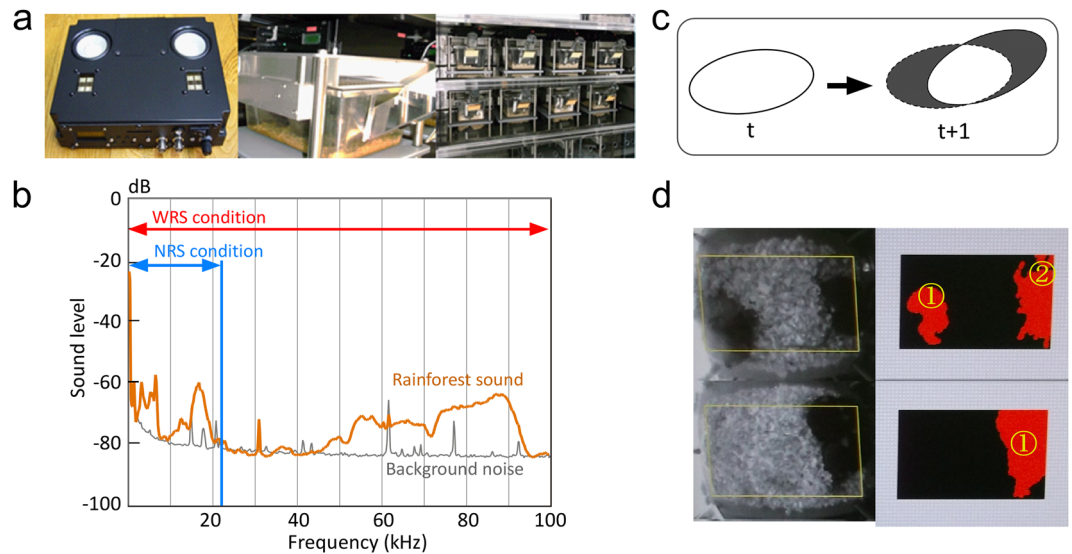 a
c
t
t+1
b
dB
0
WRS condition
NRS condition
-20
-40
Sound level
-60
Rainforest sound
-80
Background noise
-100
20
40
60
80
100
Frequency (kHz)
d
①
②
①